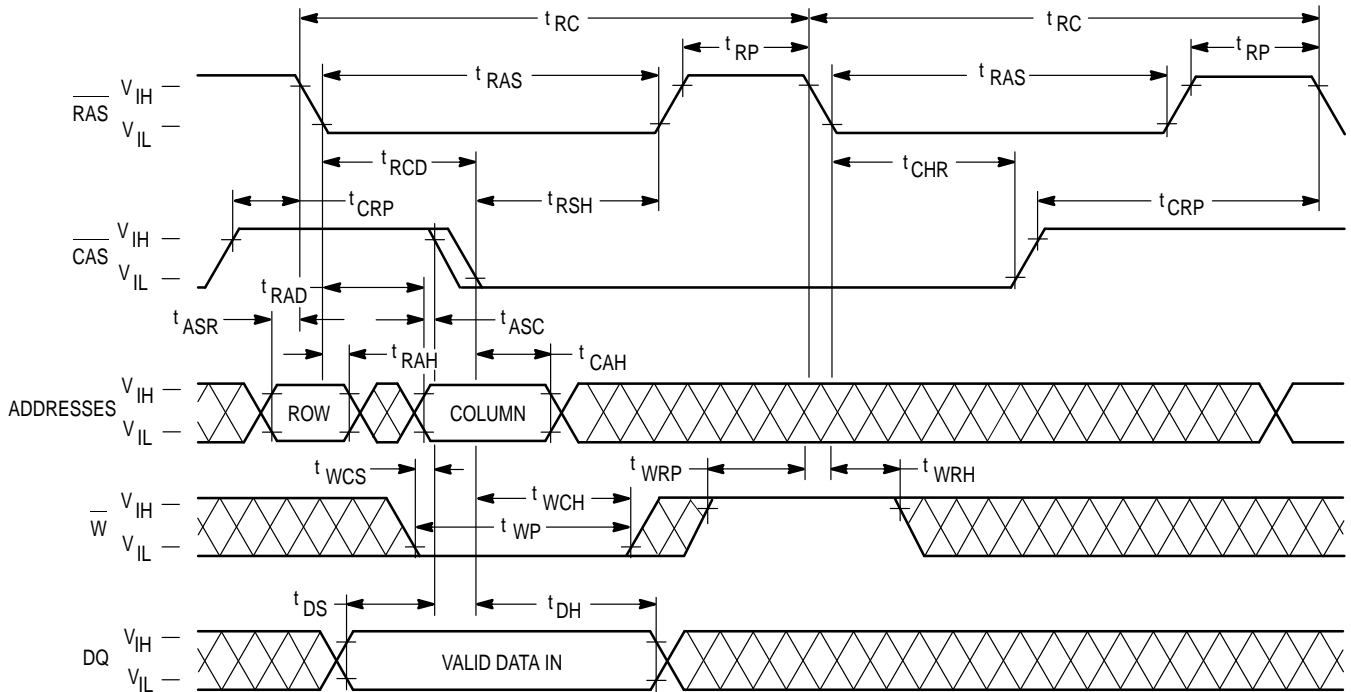 t RC t RC
t RP t RP
t RAS t RAS
RAS V IH
V IL
t RCD t CHR
t CRP t RSH t CRP
CAS V IH
V IL
t RAD
t ASR t ASC
t RAH t CAH
ADDRESSES V IH
V IL
ROW COLUMN
t WCS t WRP t WRH
t WCH
W V IH
V IL
t WP
t DS t DH
DQ V IH
V IL
VALID DATA IN